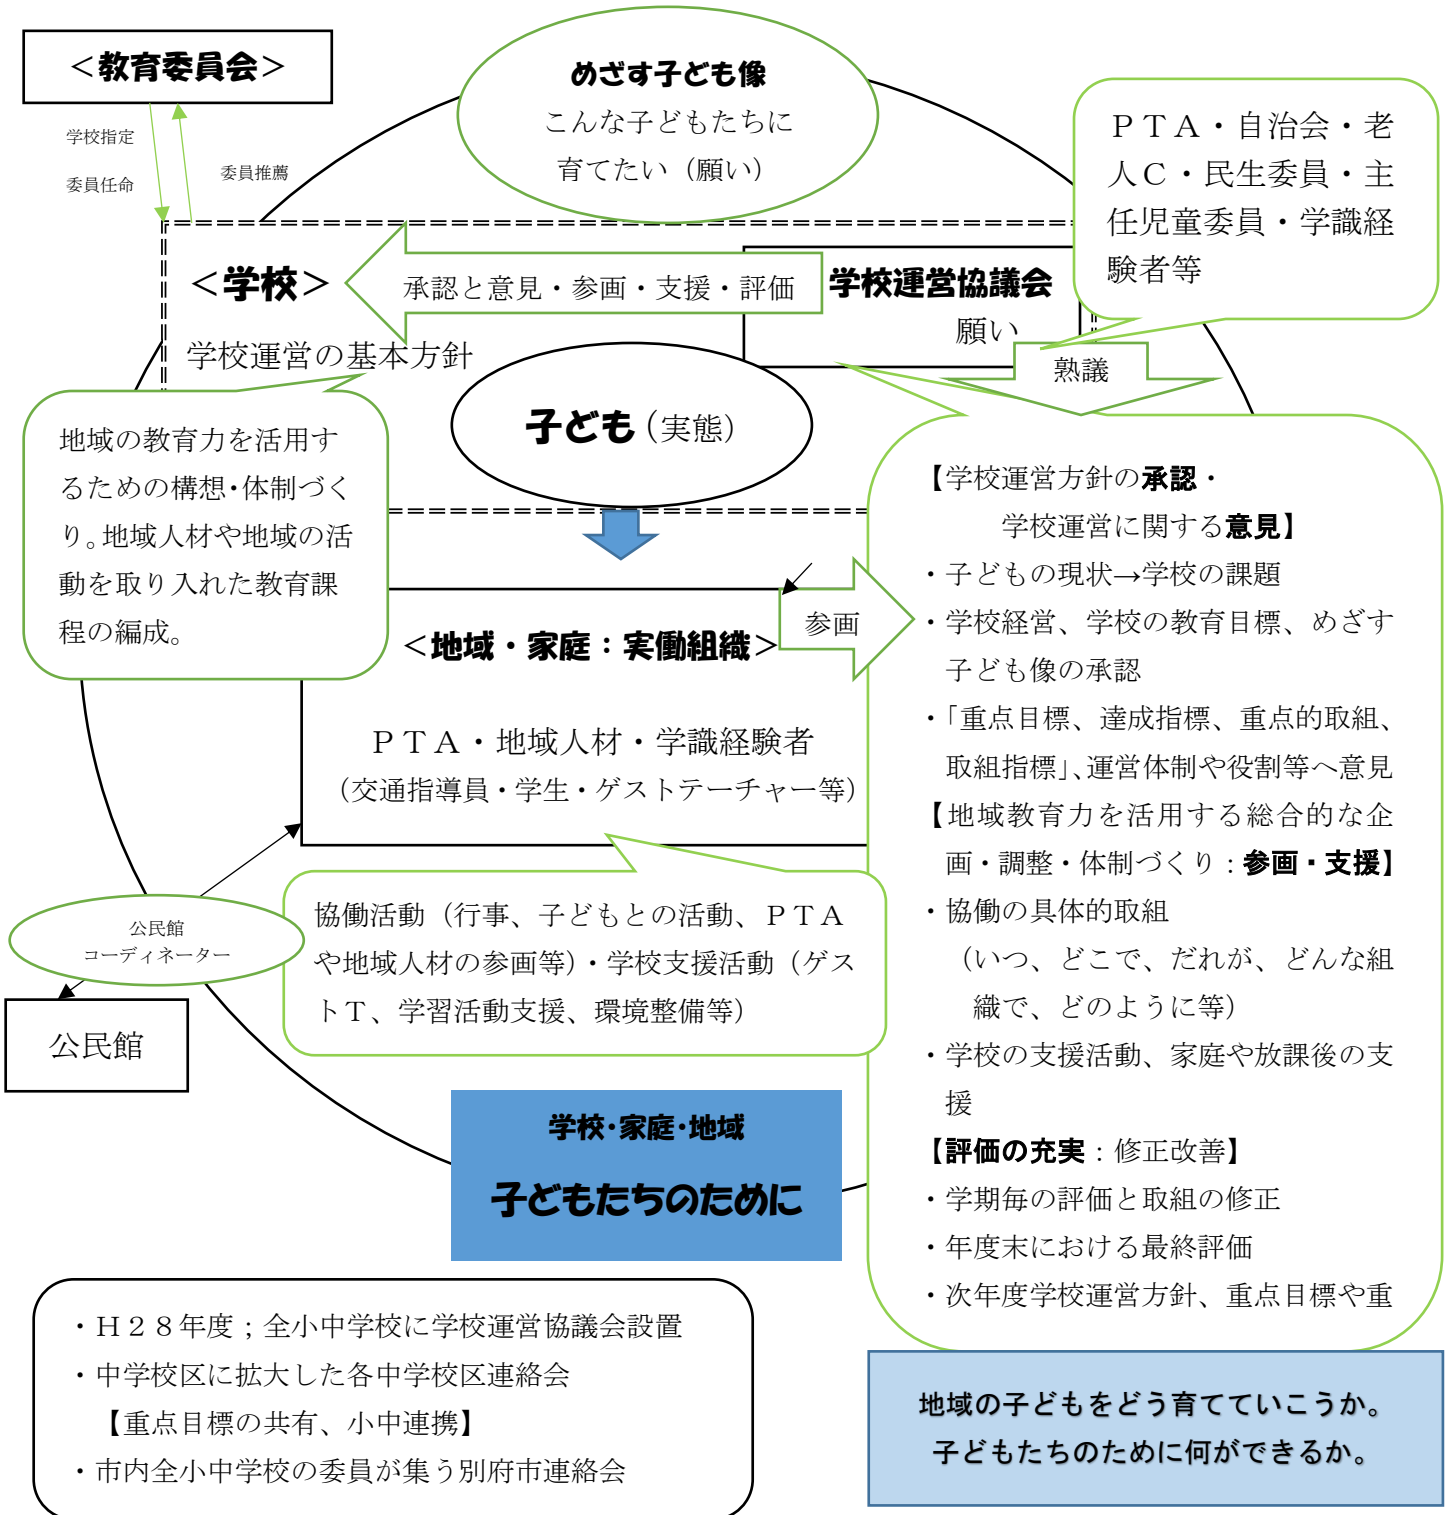 ＜教育委員会＞
学校指定
委員任命
委員推薦
めざす子ども像
こんな子どもたちに
育てたい（願い）
ＰＴＡ・自治会・老
人Ｃ・民生委員・主
任児童委員・学識経
験者等
＜学校＞
承認と意見・参画・支援・評価
学校運営協議会
願い
学校運営の基本方針
熟議
子ども（実態）
地域の教育力を活用す
るための構想・体制づく
り。地域人材や地域の活
動を取り入れた教育課
程の編成。
＜地域・家庭：実働組織＞
参画
ＰＴＡ・地域人材・学識経験者
（交通指導員・学生・ゲストテーチャー等）
【学校運営方針の承認・
学校運営に関する意見】
・子どもの現状→学校の課題
・学校経営、学校の教育目標、めざす
子ども像の承認
・「重点目標、達成指標、重点的取組、
取組指標」、運営体制や役割等へ意見
【地域教育力を活用する総合的な企
画・調整・体制づくり：参画・支援】
・協働の具体的取組
（いつ、どこで、だれが、どんな組
織で、どのように等）
・学校の支援活動、家庭や放課後の支
援
【評価の充実：修正改善】
・学期毎の評価と取組の修正
・年度末における最終評価
・次年度学校運営方針、重点目標や重
公民館
コーディネーター
公民館
協働活動（行事、子どもとの活動、ＰＴＡ
や地域人材の参画等）・学校支援活動（ゲス
トＴ、学習活動支援、環境整備等）
学校・家庭・地域
子どもたちのために
・Ｈ２８年度；全小中学校に学校運営協議会設置
・中学校区に拡大した各中学校区連絡会
【重点目標の共有、小中連携】
・市内全小中学校の委員が集う別府市連絡会
地域の子どもをどう育てていこうか。
子どもたちのために何ができるか。